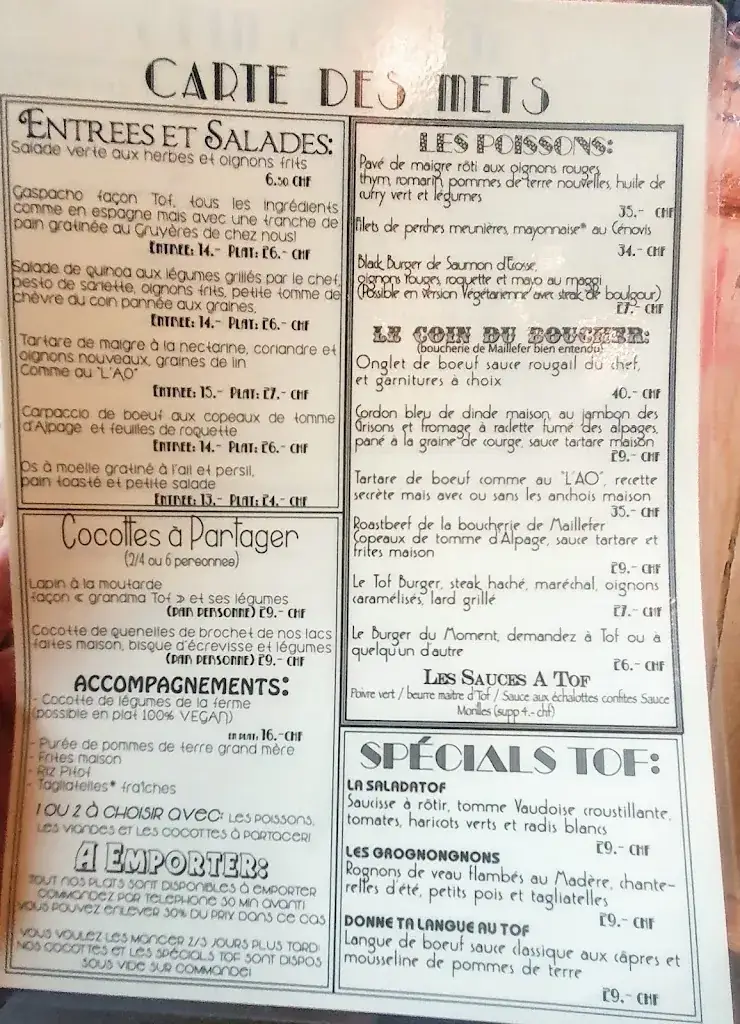 CARTE DES METS
ENTREES ET SALADES:
Salade verte aux herbes et oignons frits
6.50 CHF
Gaspacho façon Tof, tous les ingrédients
comme en espagne mais avec une tranche de
pain gratinée au Gruyères de chez nous!
ENTREE: 14.- PLAT: 26.- CHF
Salade de quinoa aux légumes grillés par le chef,
pesto de sariette, oignons frits, petite tomme de
chêvre du coin pannée aux graines,
ENTREE: 14.- PLAT: 26.- CHF
Tartare de maigre à la nectarine, coriandre et
oignons nouveaux, graines de lin
Comme au "L'AO"
ENTREE: 15.- PLAT: 27.- CHF
Carpaccio de boeuf aux copeaux de tomme
d'Alpage et feuilles de roquette
ENTREE: 14.- PLAT: 26.- CHF
Os à moelle gratiné à l'ail et persil,
pain toasté et petite salade
ENTREE: 13.- PLAT: 24.- CHF
Cocottes à Partager
(2/4 ou 6 personnes)
Lapin à la moutarde
façon « grandma Tof » et ses légumes
(PAR PERSONNE) 29.- CHF
Cocotte de quenelles de brochet de nos lacs
faites maison, bisque d'écrevisse et légumes
(PAR PERSONNE) 29.- CHF
ACCOMPAGNEMENTS:
- Cocotte de légumes de la ferme
(possible en plat 100% VEGAN)
EN PLAT, 16.-CHF
- Purée de pommes de terre grand mère
- Frites maison
- Riz Pitof
- Tagliatelles* fraîches
1 OU 2 À CHOISIR AVEC: LES POISSONS,
LES VIANDES ET LES COCOTTES À PARTAGER!
A EMPORTER:
TOUT NOS PLATS SONT DISPONIBLES À EMPORTER
COMMANDEZ PAR TELEPHONE 30 MIN AVANT!
VOUS POUVEZ ENLEVER 30% DU PRIX DANS CE CAS
VOUS VOULEZ LES MANGER 2/3 JOURS PLUS TARD!
NOS COCOTTES ET LES SPÉCIALS TOF SONT DISPOS
SOUS VIDE SUR COMMANDE!
LES POISSONS:
Pavé de maigre rôti aux oignons rouges,
thym, romarin, pommes de terre nouvelles, huile de
curry vert et légumes
35.- CHF
Filets de perches meunières, mayonnaise* au Cénovis
34.- CHF
Black Burger de Saumon d'Ecosse,
oignons rouges, roquette et mayo au maggi
(Possible en version Végétarienne avec steak de boulgour)
27.- CHF
LE COIN DU BOUCHER:
(boucherie de Maillefer bien entendu)
Onglet de boeuf sauce rougail du chef,
et garnitures à choix
40.- CHF
Cordon bleu de dinde maison au jambon des
Grisons et fromage à raclette fumé des alpages,
pané à la graine de courge, sauce tartare maison
29.- CHF
Tartare de boeuf comme au "L'AO", recette
secrète mais avec ou sans les anchois maison
35.- CHF
Roastbeef de la boucherie de Maillefer
Copeaux de tomme d'Alpage, sauce tartare et
frites maison
29.- CHF
Le Tof Burger, steak haché, maréchal, oignons
caramélisés, lard grillé
27.- CHF
Le Burger du Moment, demandez à Tof ou à
quelqu'un d'autre
26.- CHF
LES SAUCES A TOF
Poivre vert / beurre maitre d'Tof / Sauce aux échalottes confites Sauce
Morilles (supp 4.- chf)
SPÉCIALS TOF:
LA SALADATOF
Saucisse à rôtir, tomme Vaudoise croustillante,
tomates, haricots verts et radis blancs
29.- CHF
LES GROGNONGNONS
Rognons de veau flambés au Madère, chante-
relles d'été, petits pois et tagliatelles
29.- CHF
DONNE TA LANGUE AU TOF
Langue de boeuf sauce classique aux câpres et
mousseline de pommes de terre
29.- CHF